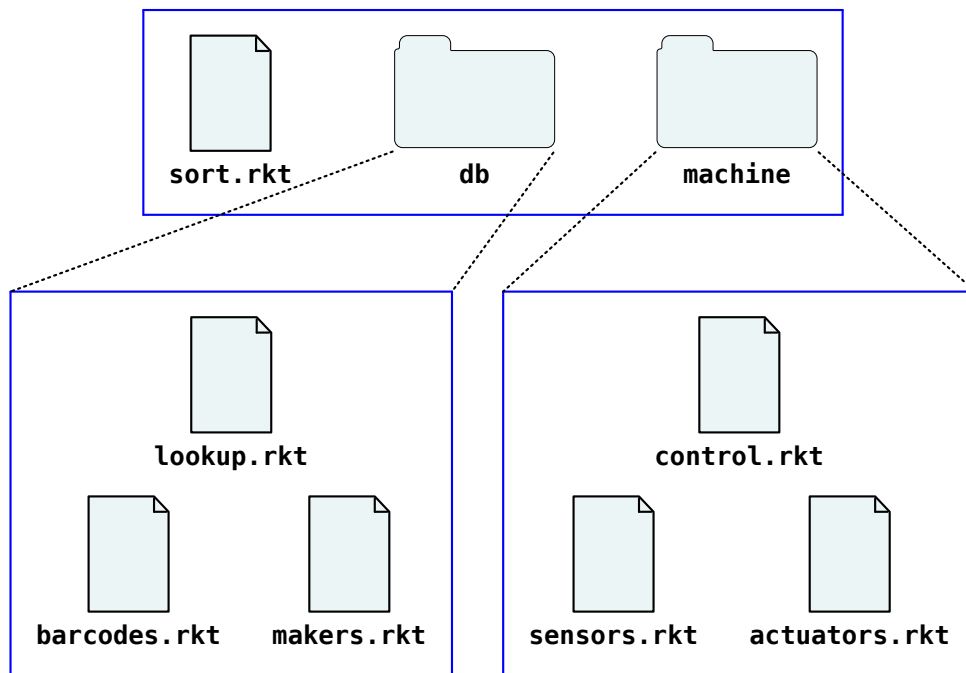 sort.rkt db machine
lookup.rkt
barcodes.rkt makers.rkt
control.rkt
sensors.rkt actuators.rkt